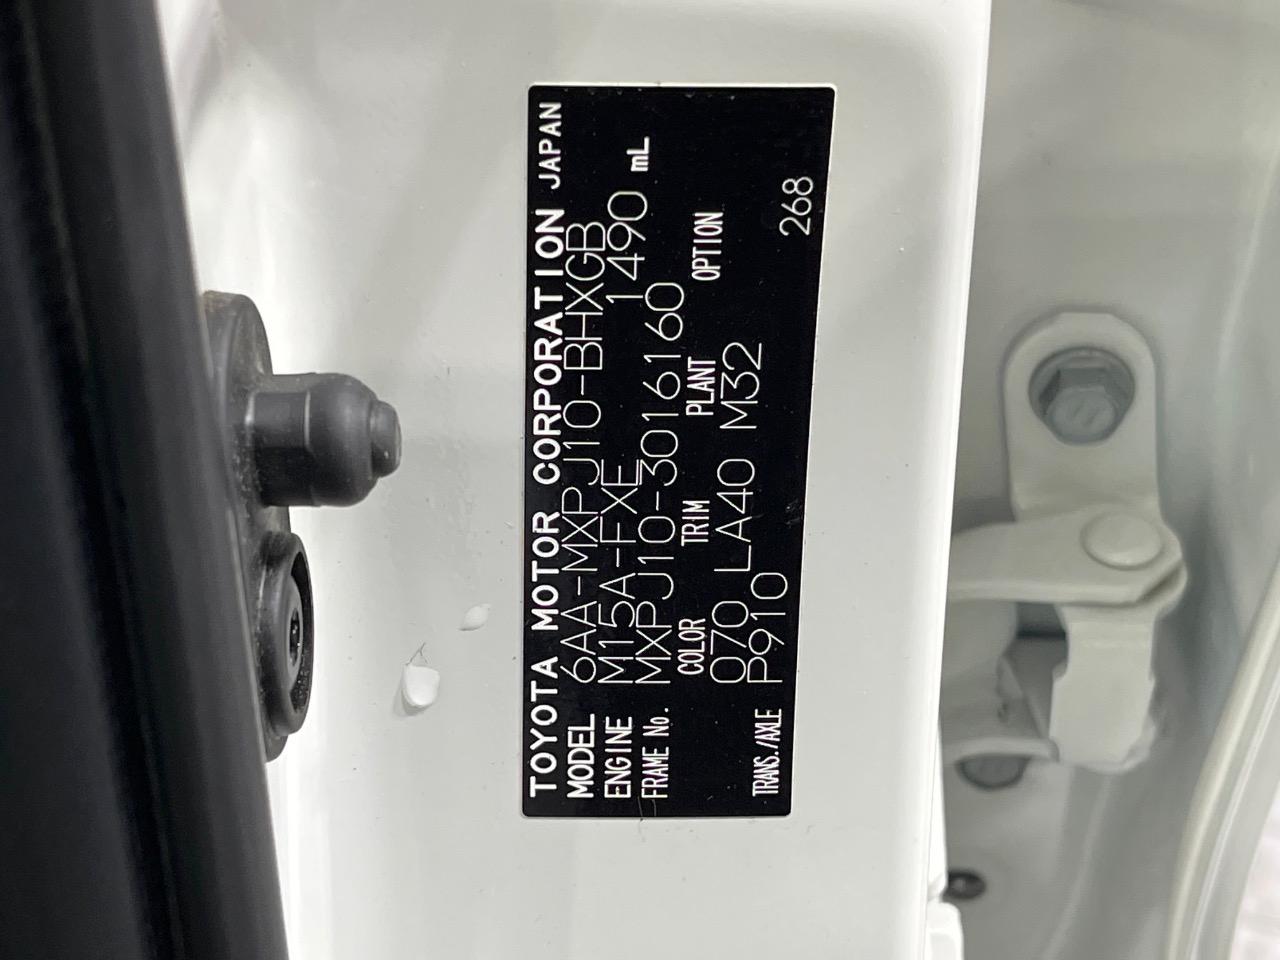 TOYOTA MOTOR CORPORATION JAPAN
MODEL 6AA-MXPJ10-BHXGB
ENGINE M15A-FXE 1490 mL
FRAME No. MXPJ10-3016160
COLOR TRIM PLANT OPTION
070 LA40 M32
TRANS./AXLE P910
268